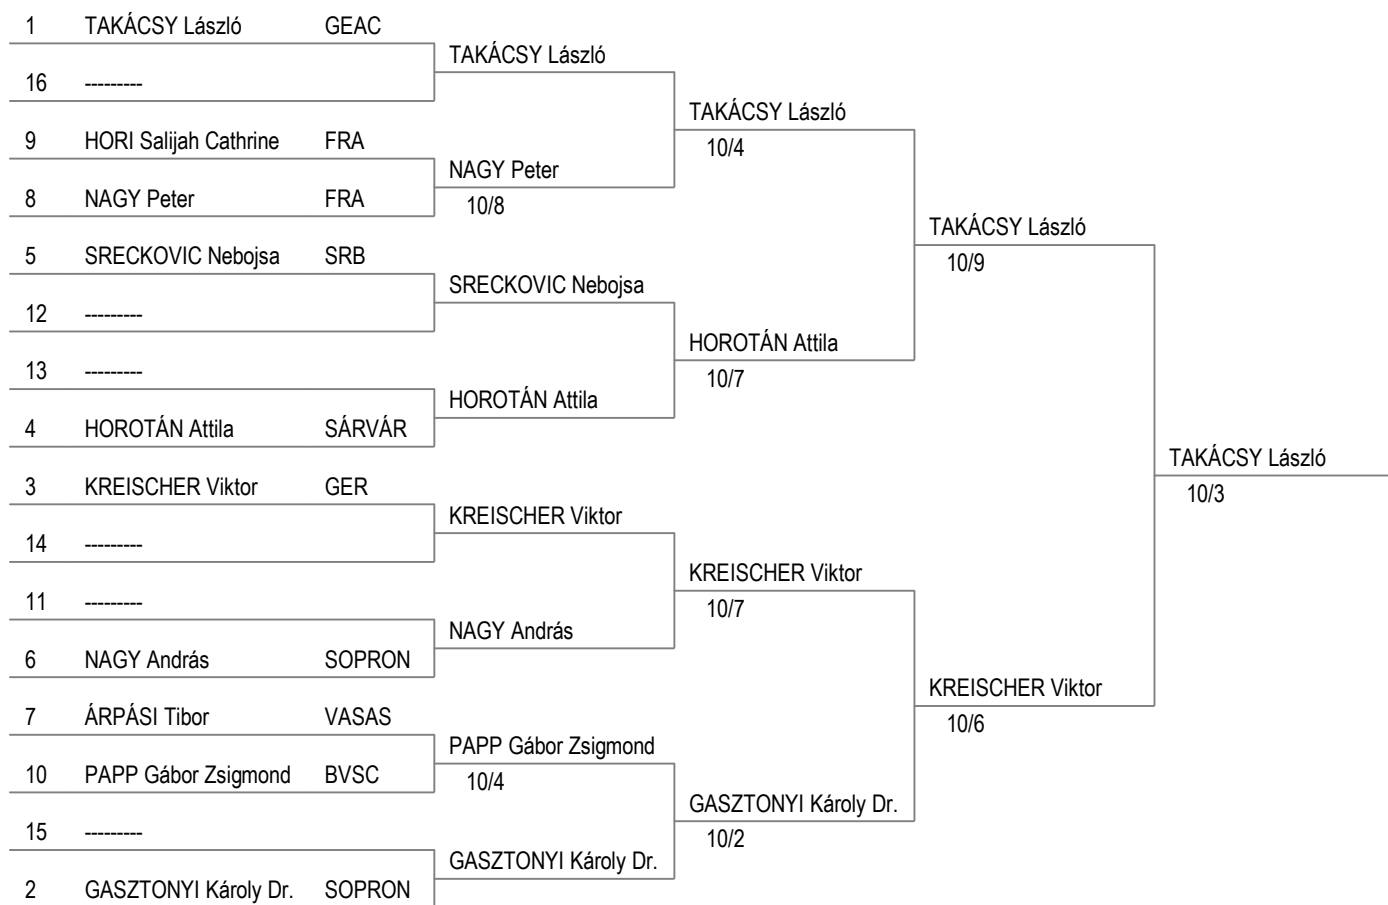 1 TAKÁCSY László GEAC
TAKÁCSY László
16 ---------
TAKÁCSY László
9 HORI Salijah Cathrine FRA
10/4
NAGY Peter
8 NAGY Peter FRA
10/8
TAKÁCSY László
5 SRECKOVIC Nebojsa SRB
10/9
SRECKOVIC Nebojsa
12 ---------
HOROTÁN Attila
13 ---------
10/7
HOROTÁN Attila
4 HOROTÁN Attila SÁRVÁR
TAKÁCSY László
3 KREISCHER Viktor GER
10/3
KREISCHER Viktor
14 ---------
KREISCHER Viktor
11 ---------
10/7
NAGY András
6 NAGY András SOPRON
KREISCHER Viktor
7 ÁRPÁSI Tibor VASAS
10/6
PAPP Gábor Zsigmond
10 PAPP Gábor Zsigmond BVSC
10/4
GASZTONYI Károly Dr.
15 ---------
10/2
GASZTONYI Károly Dr.
2 GASZTONYI Károly Dr. SOPRON